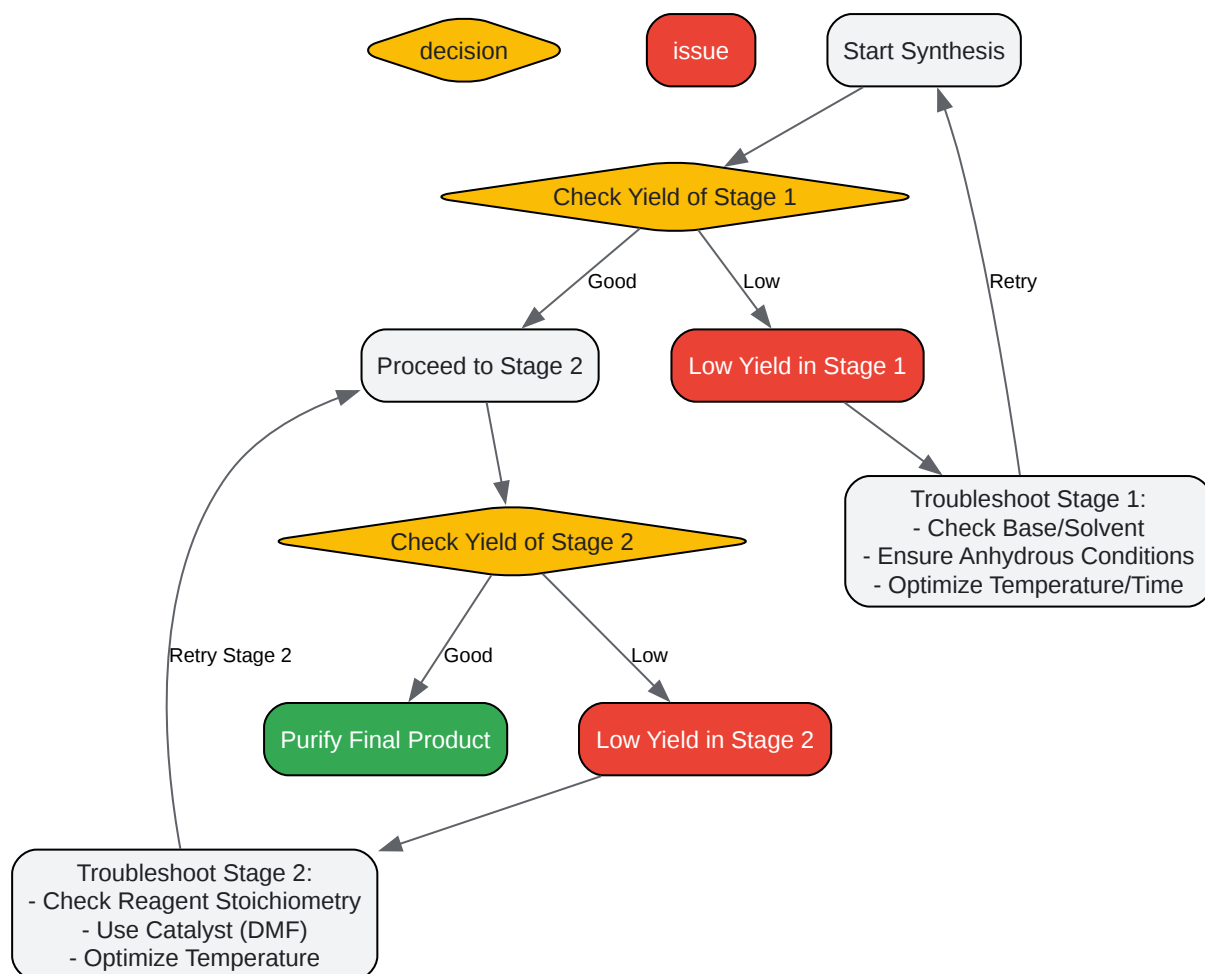 decision
issue
Start Synthesis
Check Yield of Stage 1
Good
Low
Retry
Proceed to Stage 2
Low Yield in Stage 1
Troubleshoot Stage 1:
- Check Base/Solvent
- Ensure Anhydrous Conditions
- Optimize Temperature/Time
Check Yield of Stage 2
Retry Stage 2
Good
Low
Purify Final Product
Low Yield in Stage 2
Troubleshoot Stage 2:
- Check Reagent Stoichiometry
- Use Catalyst (DMF)
- Optimize Temperature